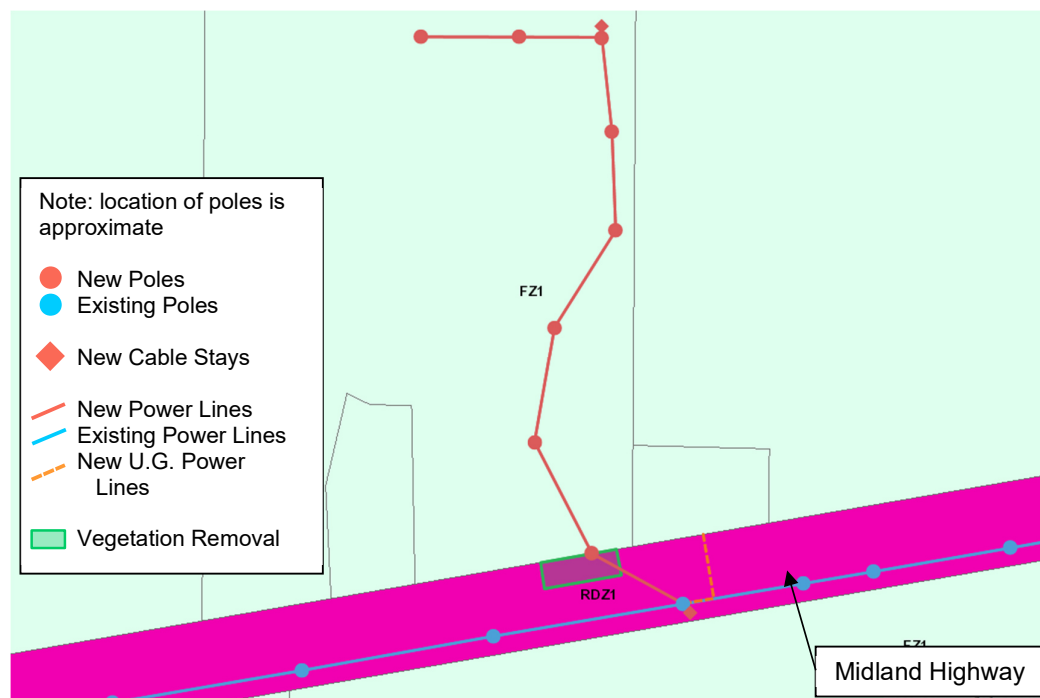 Note: location of poles is
approximate
New Poles
Existing Poles
New Cable Stays
New Power Lines
Existing Power Lines
New U.G. Power
Lines
Vegetation Removal
FZ1
RDZ1
FZ1
Midland Highway